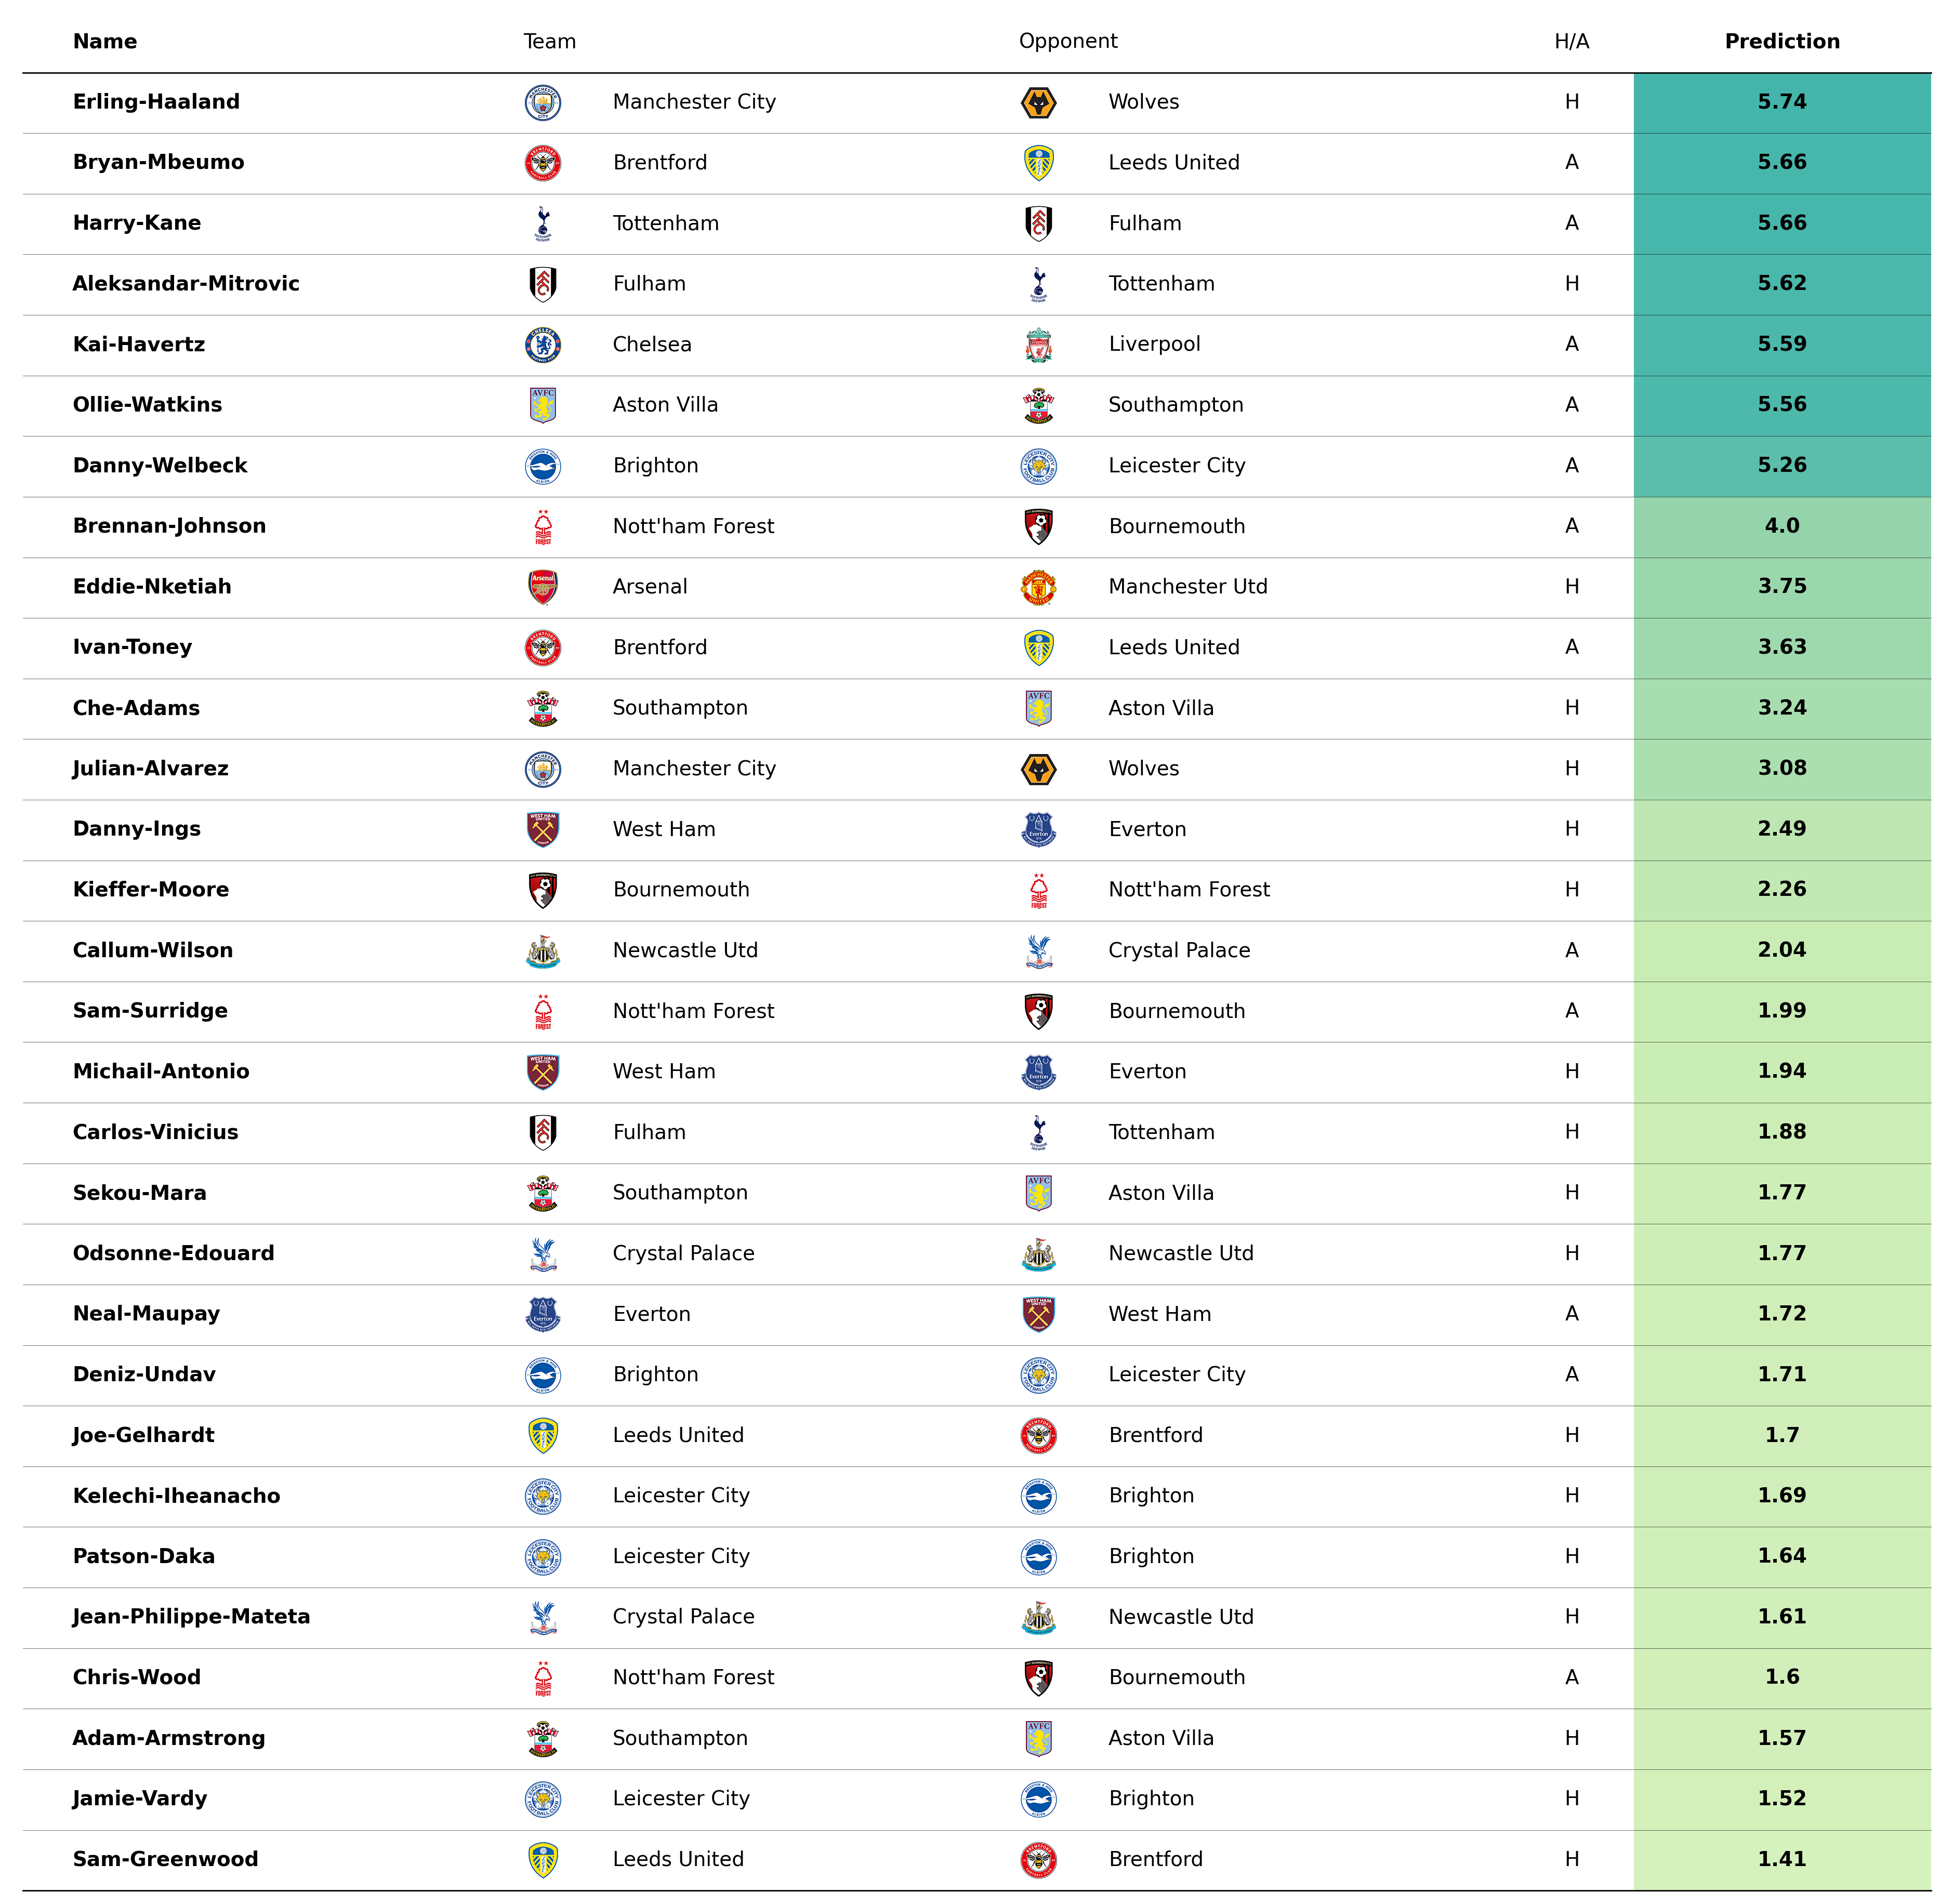 Name Team Opponent H/A Prediction
Erling-Haaland Manchester City Wolves H 5.74
Bryan-Mbeumo Brentford Leeds United A 5.66
Harry-Kane Tottenham Fulham A 5.66
Aleksandar-Mitrovic Fulham Tottenham H 5.62
Kai-Havertz Chelsea Liverpool A 5.59
Ollie-Watkins Aston Villa Southampton A 5.56
Danny-Welbeck Brighton Leicester City A 5.26
Brennan-Johnson Nott'ham Forest Bournemouth A 4.0
Eddie-Nketiah Arsenal Manchester Utd H 3.75
Ivan-Toney Brentford Leeds United A 3.63
Che-Adams Southampton Aston Villa H 3.24
Julian-Alvarez Manchester City Wolves H 3.08
Danny-Ings West Ham Everton H 2.49
Kieffer-Moore Bournemouth Nott'ham Forest H 2.26
Callum-Wilson Newcastle Utd Crystal Palace A 2.04
Sam-Surridge Nott'ham Forest Bournemouth A 1.99
Michail-Antonio West Ham Everton H 1.94
Carlos-Vinicius Fulham Tottenham H 1.88
Sekou-Mara Southampton Aston Villa H 1.77
Odsonne-Edouard Crystal Palace Newcastle Utd H 1.77
Neal-Maupay Everton West Ham A 1.72
Deniz-Undav Brighton Leicester City A 1.71
Joe-Gelhardt Leeds United Brentford H 1.7
Kelechi-Iheanacho Leicester City Brighton H 1.69
Patson-Daka Leicester City Brighton H 1.64
Jean-Philippe-Mateta Crystal Palace Newcastle Utd H 1.61
Chris-Wood Nott'ham Forest Bournemouth A 1.6
Adam-Armstrong Southampton Aston Villa H 1.57
Jamie-Vardy Leicester City Brighton H 1.52
Sam-Greenwood Leeds United Brentford H 1.41